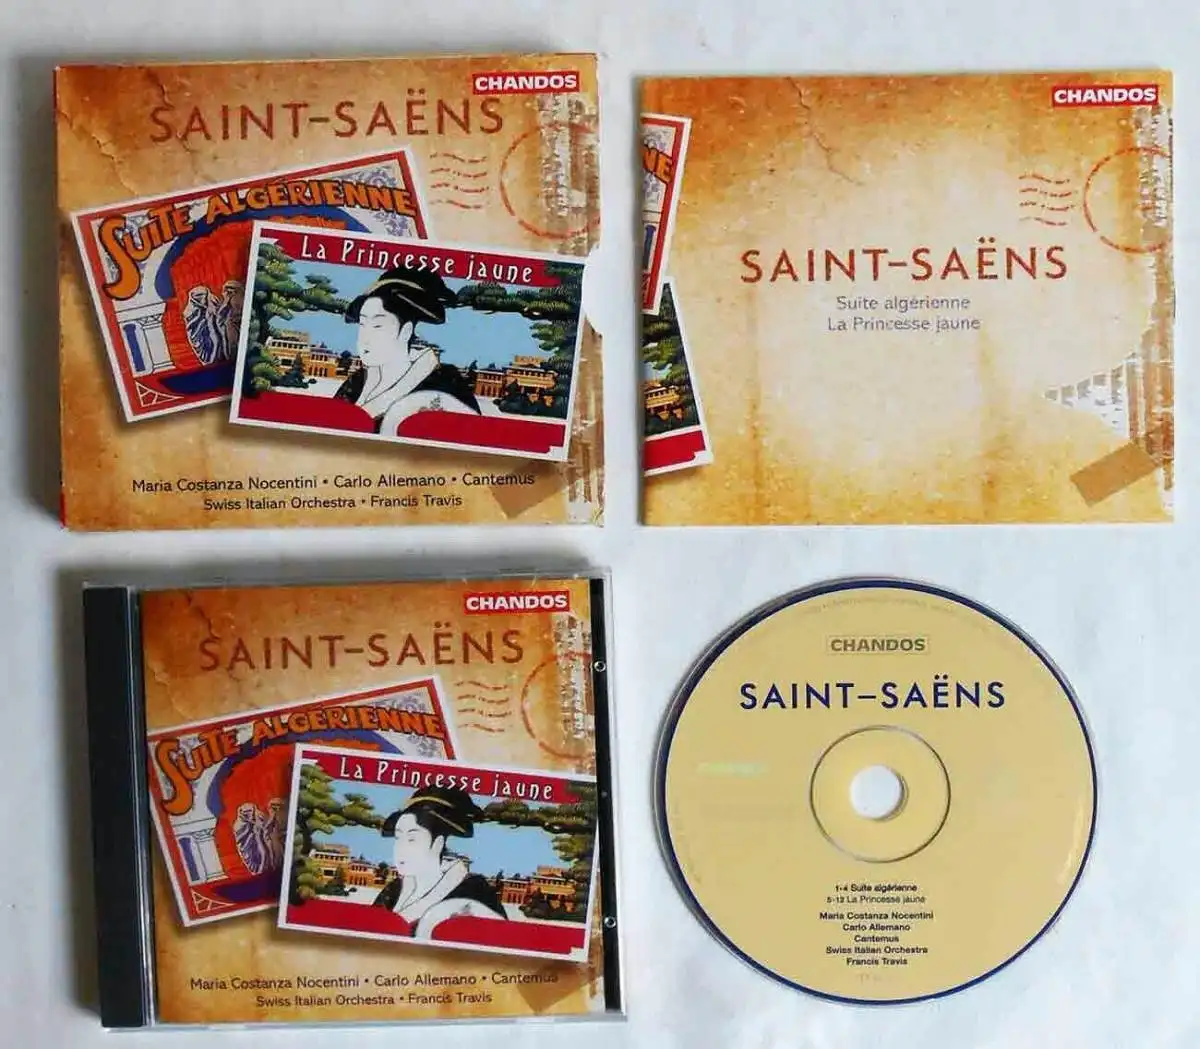 CHANDOS
SAINT–SAËNS
SUITE ALGÉRIENNE
La Princesse jaune
Maria Costanza Nocentini • Carlo Allemano • Cantemus
Swiss Italian Orchestra • Francis Travis
CHANDOS
SAINT–SAËNS
Suite algérienne
La Princesse jaune
CHANDOS
SAINT–SAËNS
SUITE ALGÉRIENNE
La Princesse jaune
Maria Costanza Nocentini • Carlo Allemano • Cantemus
Swiss Italian Orchestra • Francis Travis
CHANDOS
SAINT–SAËNS
1-4 Suite algérienne
5-12 La Princesse jaune
Maria Costanza Nocentini
Carlo Allemano
Cantemus
Swiss Italian Orchestra
Francis Travis